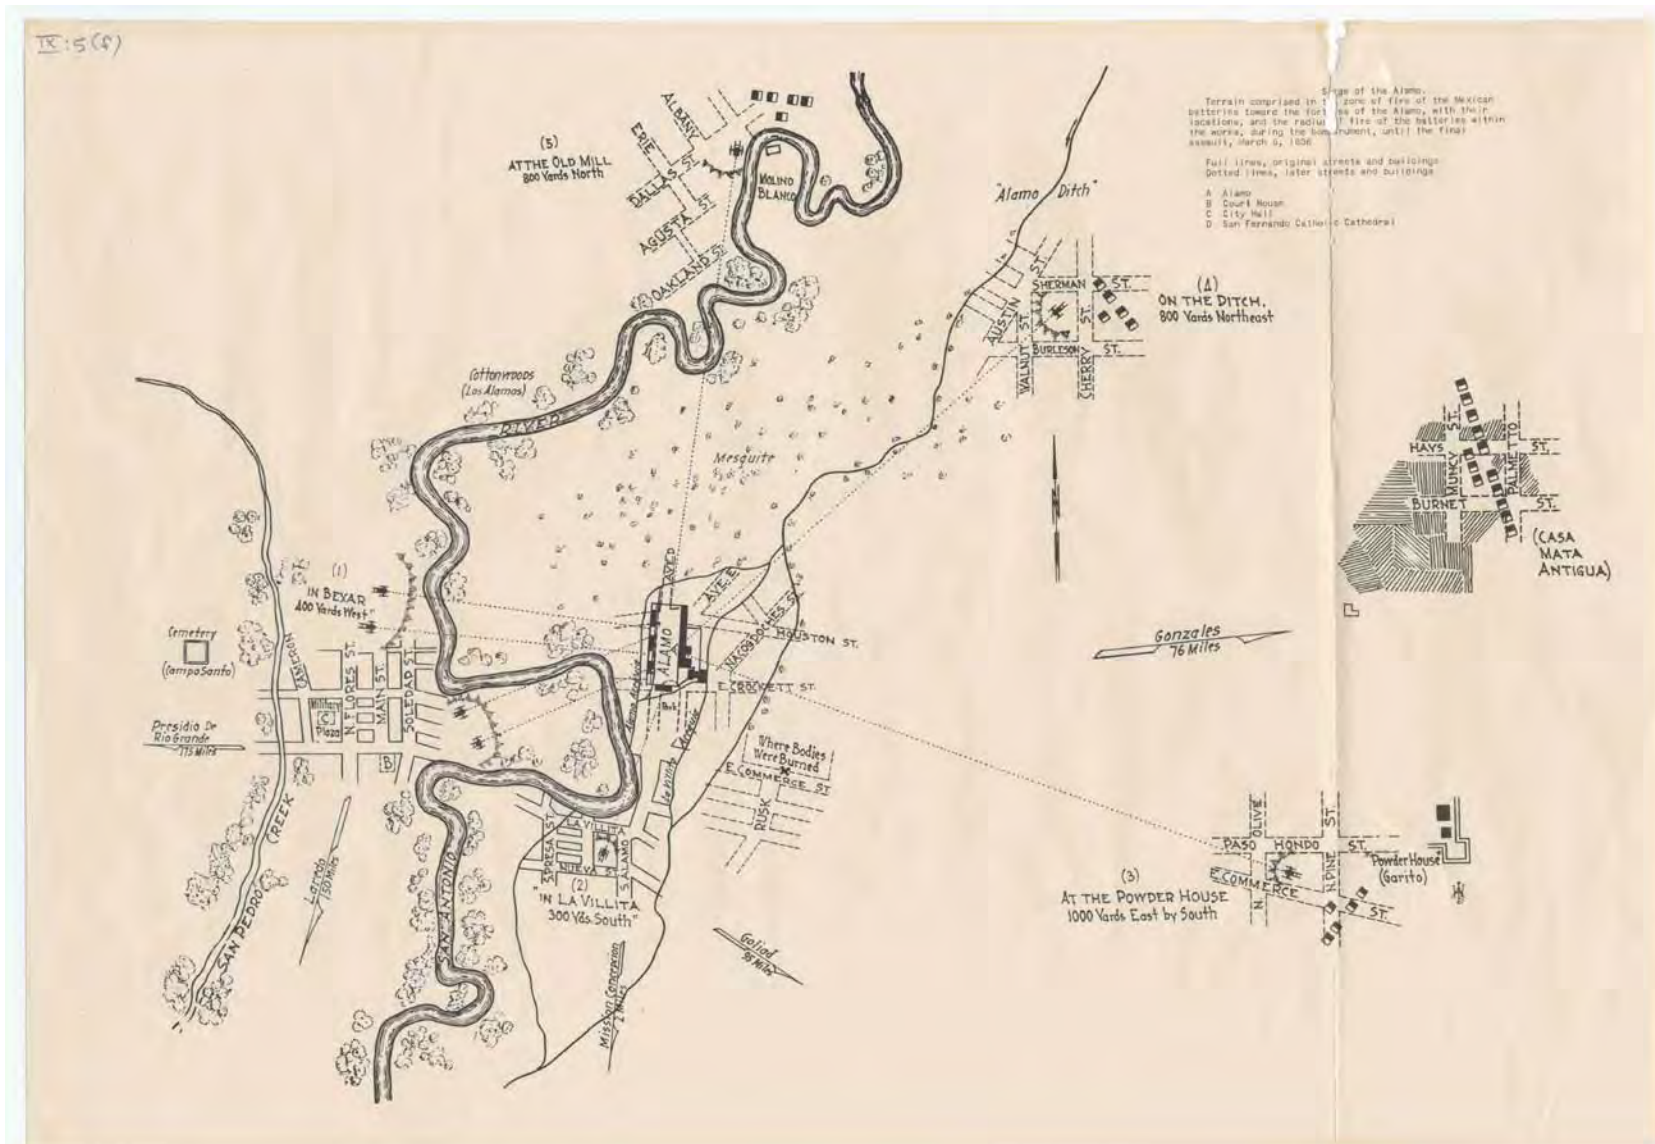 IX:5(f)
Siege of the Alamo.
Terrain comprised in the zone of fire of the Mexican
batteries toward the fortress of the Alamo, with their
locations, and the radius of fire of the batteries within
the works, during the bombardment, until the final
assault, March 6, 1836
Full lines, original streets and buildings
Dotted lines, later streets and buildings
A Alamo
B Court House
C City Hall
D San Fernando Catholic Cathedral
(5)
AT THE OLD MILL
800 Yards North
ALBANY
ERIE
DALLAS ST
AGUSTA ST
OAKLAND ST.
MOLINO
BLANCO
"Alamo Ditch"
AUSTIN ST.
SHERMAN ST.
WALNUT ST.
BURLESON ST.
CHERRY ST.
(4)
ON THE DITCH.
800 Yards Northeast
Cottonwoods
(Los Alamos)
RIVER
Mesquite
HAYS ST.
MUNCY ST.
PALMETTO
BURNET ST.
(CASA
MATA
ANTIGUA)
(1)
IN BEXAR
400 Yards West"
Cemetery
(Campo Santo)
CAMERON
N. FLORES ST.
MAIN ST.
SOLEDAD ST.
Military
C
Plaza
B
Presidio De
Rio Grande
175 Miles
AVE.E
ALAMO
NACOGDOCHES ST.
HOUSTON ST.
E. CROCKETT ST.
Gonzales
76 Miles
Where Bodies
Were Burned
E COMMERCE ST
RUSK
LA VILLITA
S.PRESA ST.
NUEVA ST
S. ALAMO
(2)
"IN LA VILLITA
300 Yds. South"
SAN PEDRO CREEK
Laredo
150 Miles
SAN ANTONIO
Mission Concepcion
2 Miles
Goliad
95 Miles
(3)
AT THE POWDER HOUSE
1000 Yards East by South
PASO HONDO ST.
N. OLIVE
N. PINE ST.
E COMMERCE ST.
"Powder House"
(Garito)